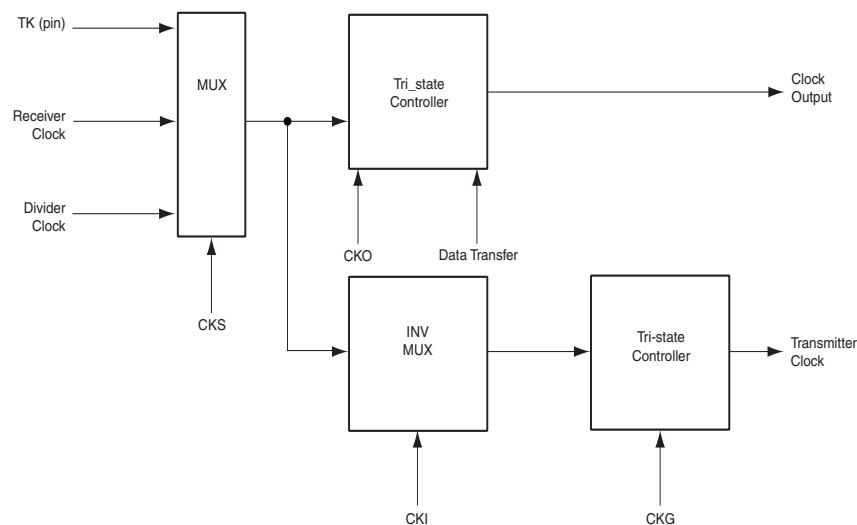 TK (pin)
MUX
Tri_state
Controller
Clock
Output
Receiver
Clock
Divider
Clock
CKO
Data Transfer
CKS
INV
MUX
Tri-state
Controller
Transmitter
Clock
CKI
CKG